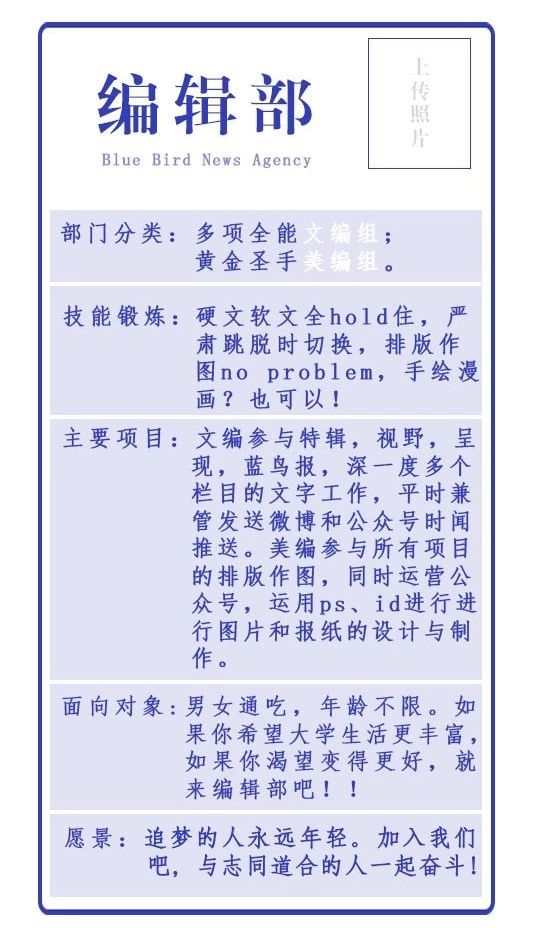 编辑部
Blue Bird News Agency
上
传
照
片
部门分类：多项全能文编组；
黄金圣手美编组。
技能锻炼：硬文软文全hold住，严
肃跳脱时切换，排版作
图no problem，手绘漫
画？也可以！
主要项目：文编参与特辑，视野，呈
现，蓝鸟报，深一度多个
栏目的文字工作，平时兼
管发送微博和公众号时闻
推送。美编参与所有项目
的排版作图，同时运营公
众号，运用ps、id进行进
行图片和报纸的设计与制
作。
面向对象：男女通吃，年龄不限。如
果你希望大学生活更丰富，
如果你渴望变得更好，就
来编辑部吧！！
愿景：追梦的人永远年轻。加入我们
吧，与志同道合的人一起奋斗！